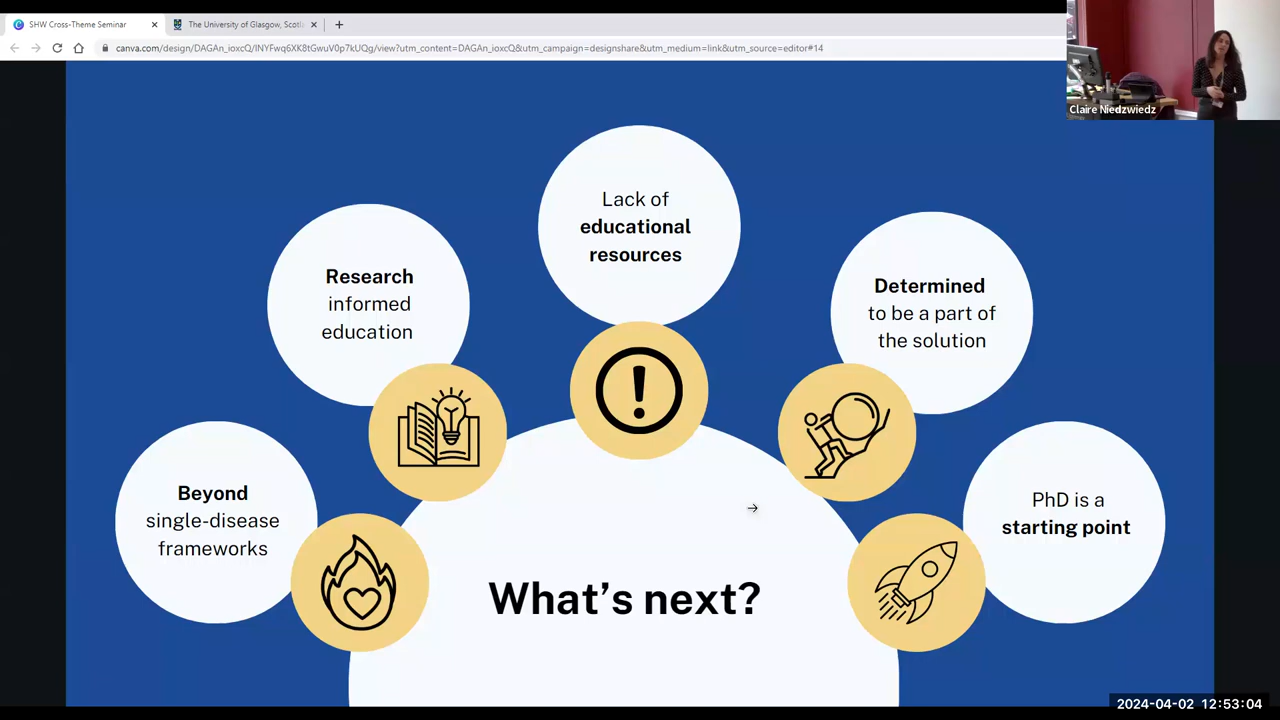 SHW Cross-Theme Seminar
The University of Glasgow, Scotl
canva.com/design/DAGAn_ioxcQ/INYFwq6XK8tGwuV0p7kUOg/view?utm_content=DAGAn_ioxcQ&utm_campaign=designshare&utm_medium=link&utm_source=editor#14
Claire Niedzwiedz
Lack of
educational
resources
Research
informed
education
Determined
to be a part of
the solution
Beyond
single-disease
frameworks
PhD is a
starting point
What's next?
2024-04-02 12:53:04